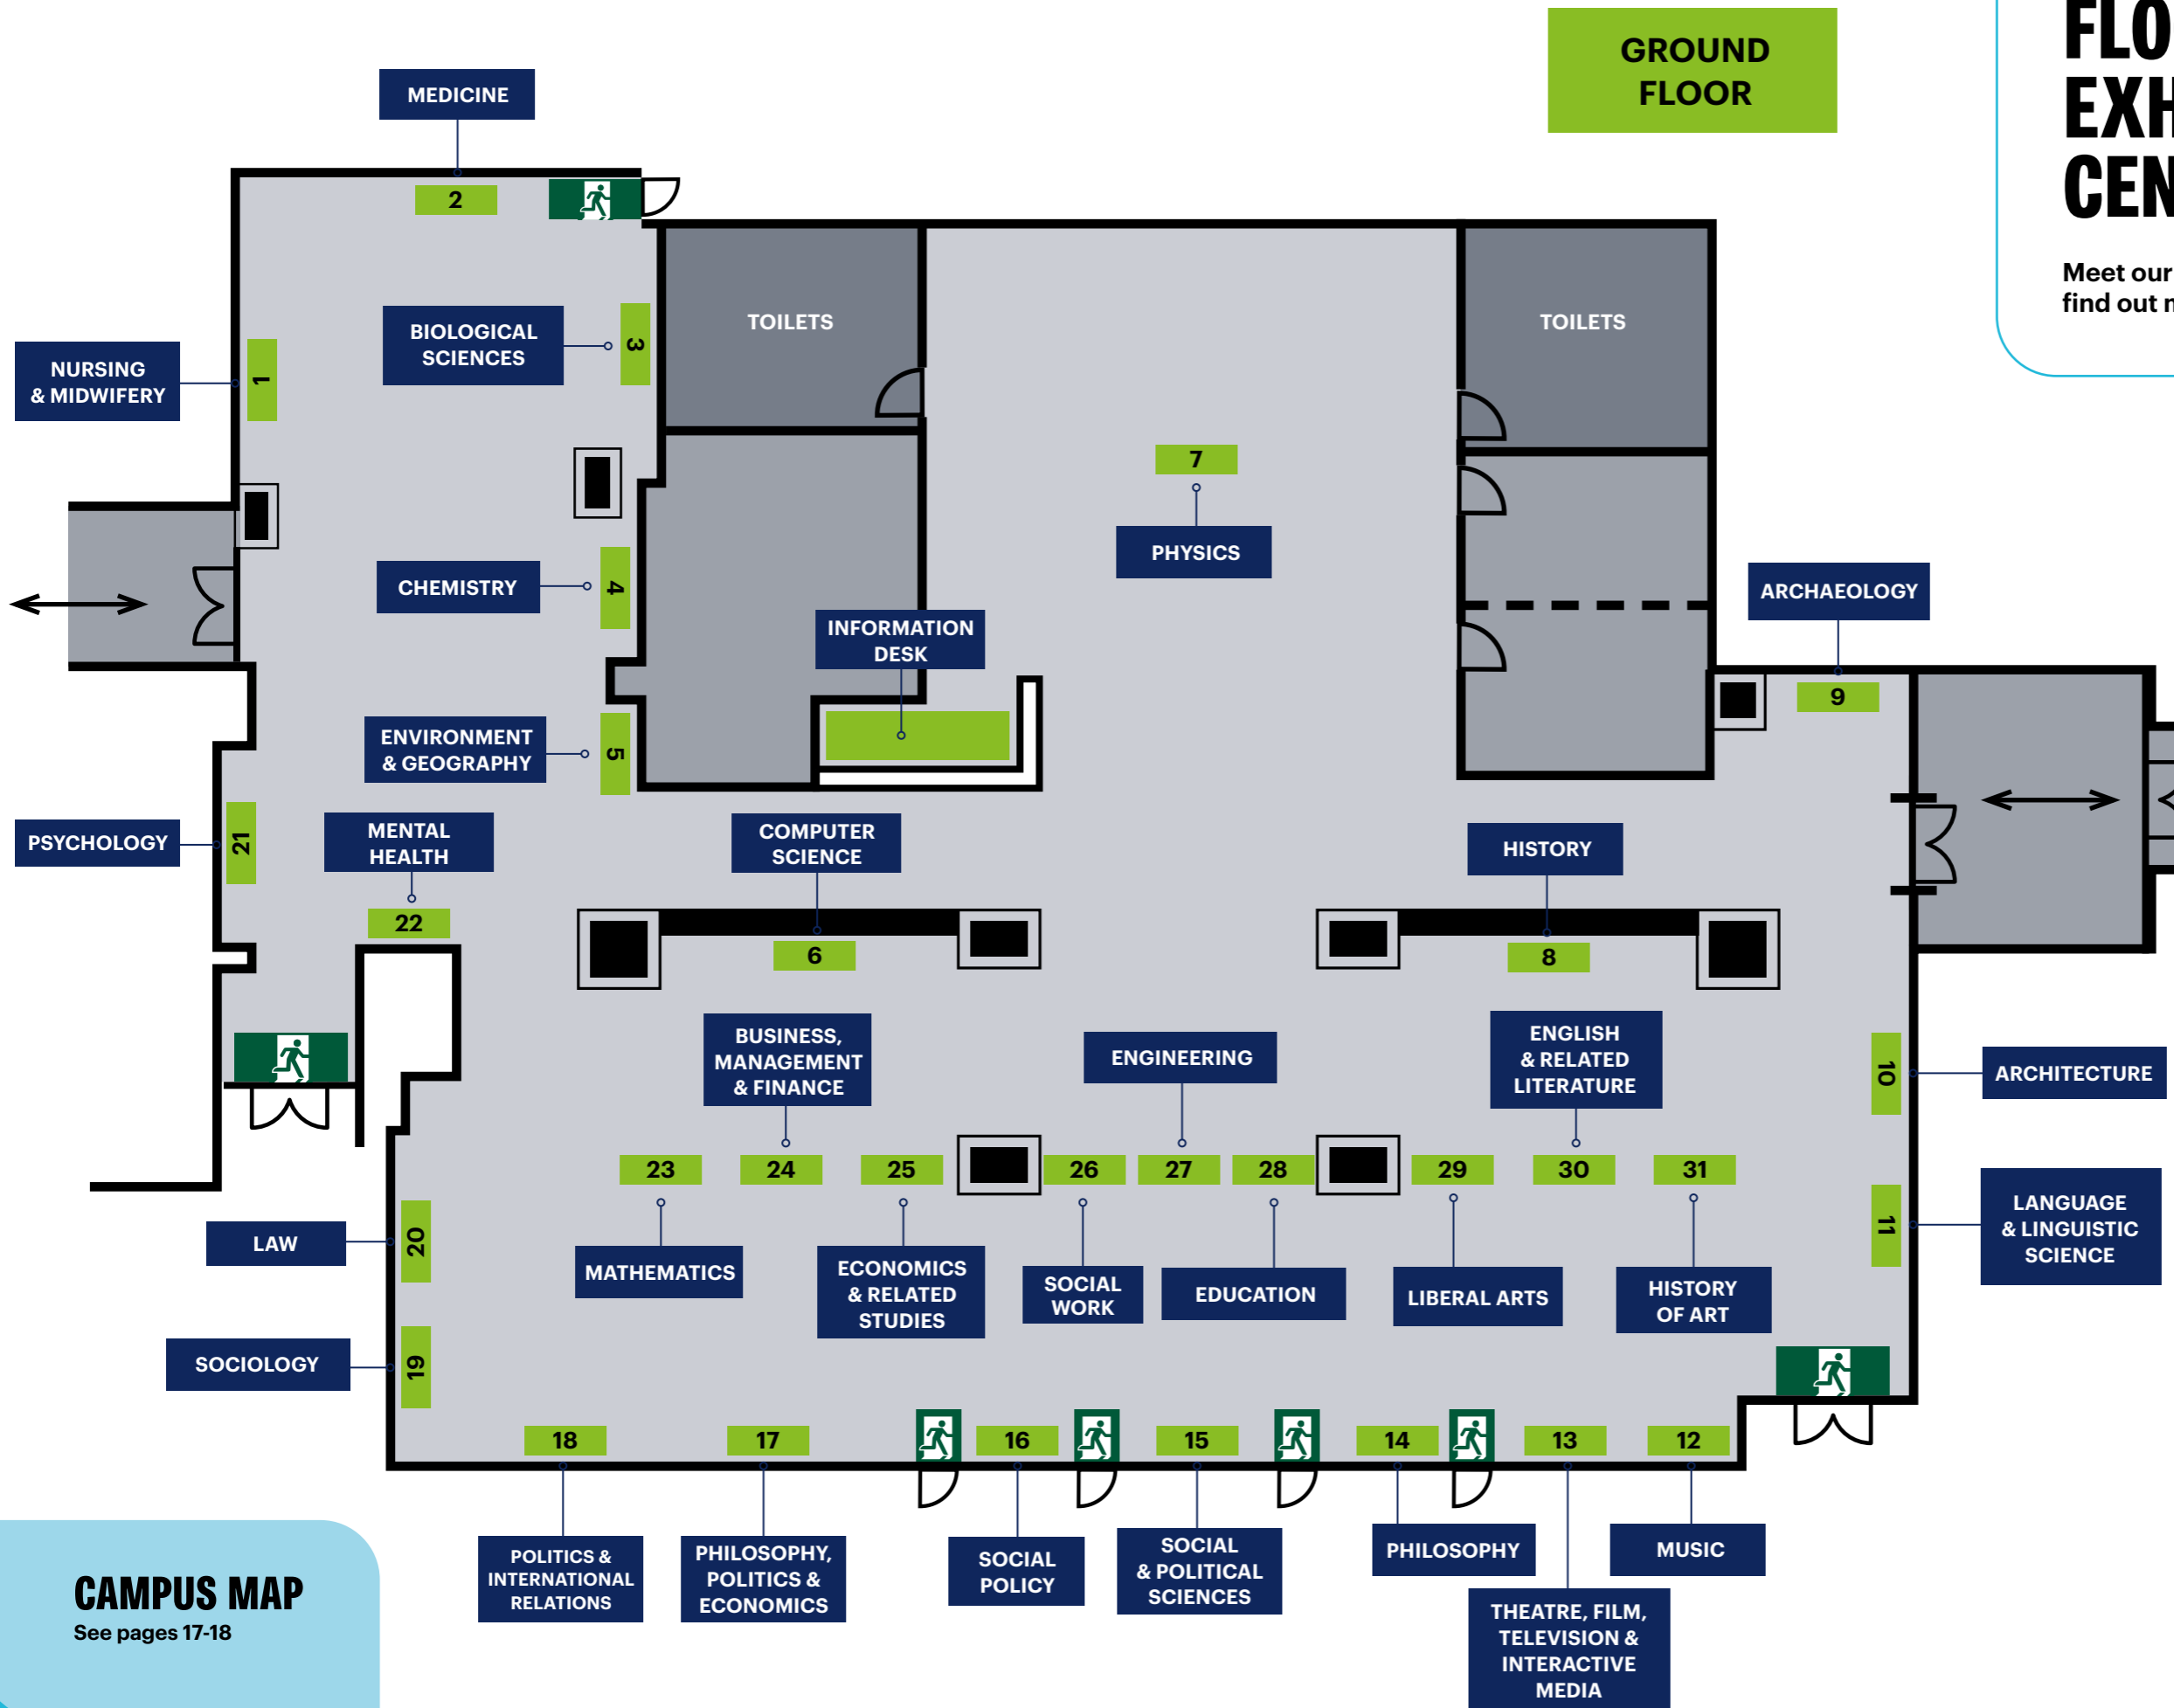 GROUND
FLOOR
FLO
EXH
CEN
Meet our
find out
MEDICINE
2
BIOLOGICAL
SCIENCES
3
TOILETS
TOILETS
NURSING
& MIDWIFERY
1
7
PHYSICS
CHEMISTRY
4
INFORMATION
DESK
ARCHAEOLOGY
9
ENVIRONMENT
& GEOGRAPHY
5
PSYCHOLOGY
21
MENTAL
HEALTH
22
COMPUTER
SCIENCE
6
HISTORY
8
BUSINESS,
MANAGEMENT
& FINANCE
ENGINEERING
ENGLISH
& RELATED
LITERATURE
10
ARCHITECTURE
23
24
25
26
27
28
29
30
31
11
LANGUAGE
& LINGUISTIC
SCIENCE
LAW
20
MATHEMATICS
ECONOMICS
& RELATED
STUDIES
SOCIAL
WORK
EDUCATION
LIBERAL ARTS
HISTORY
OF ART
SOCIOLOGY
19
18
17
16
15
14
13
12
POLITICS &
INTERNATIONAL
RELATIONS
PHILOSOPHY,
POLITICS &
ECONOMICS
SOCIAL
POLICY
SOCIAL
& POLITICAL
SCIENCES
PHILOSOPHY
THEATRE, FILM,
TELEVISION &
INTERACTIVE
MEDIA
MUSIC
CAMPUS MAP
See pages 17-18